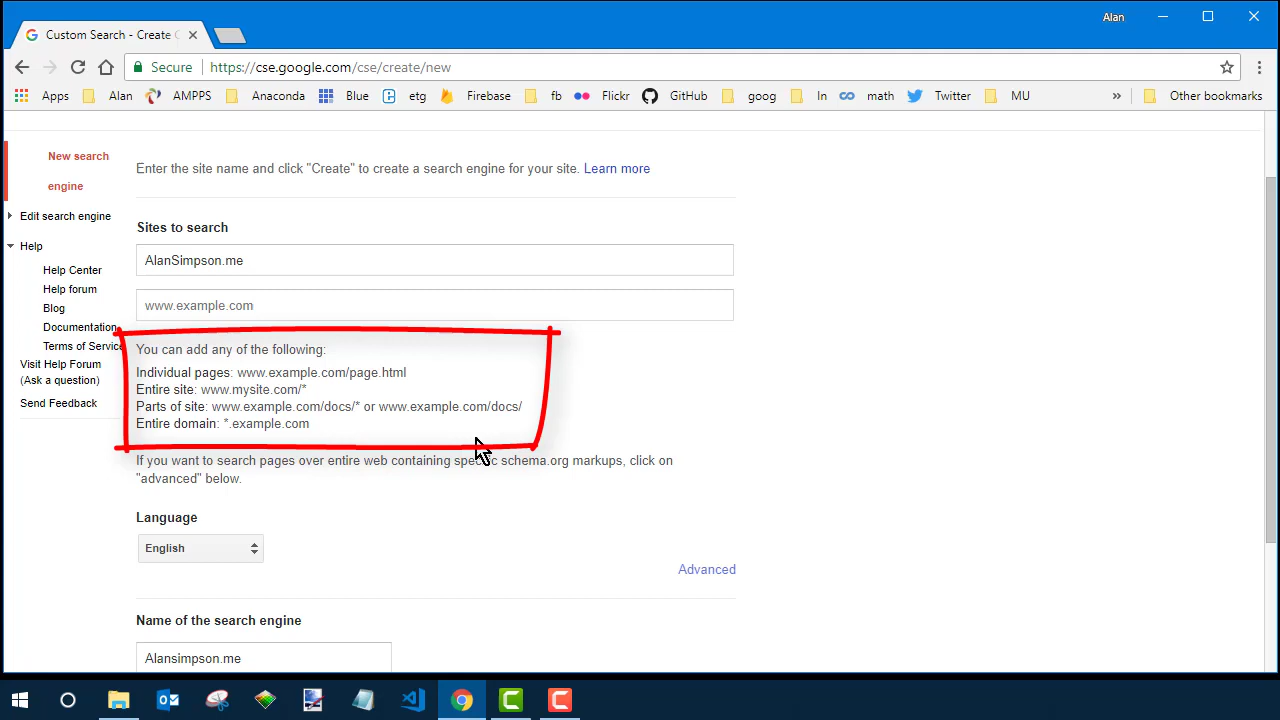 Alan
Custom Search - Create
Secure https://cse.google.com/cse/create/new
Apps Alan AMPPS Anaconda Blue etg Firebase fb Flickr GitHub goog In math Twitter MU » Other bookmarks
New search
engine
Edit search engine
Help
Help Center
Help forum
Blog
Documentation
Terms of Service
Visit Help Forum
(Ask a question)
Send Feedback
Enter the site name and click "Create" to create a search engine for your site. Learn more
Sites to search
AlanSimpson.me
www.example.com
You can add any of the following:
Individual pages: www.example.com/page.html
Entire site: www.mysite.com/*
Parts of site: www.example.com/docs/* or www.example.com/docs/
Entire domain: *.example.com
If you want to search pages over entire web containing specific schema.org markups, click on
"advanced" below.
Language
English
Advanced
Name of the search engine
Alansimpson.me